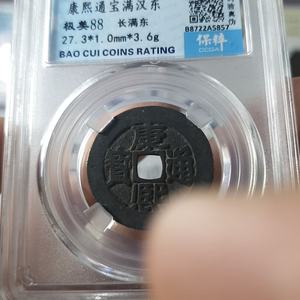 康熙通宝满汉东
极美88 长满东
27.3*1.0mm*3.6g
BAO CUI COINS RATING
B8722A5857
保粹
CCGA
康熙通寶